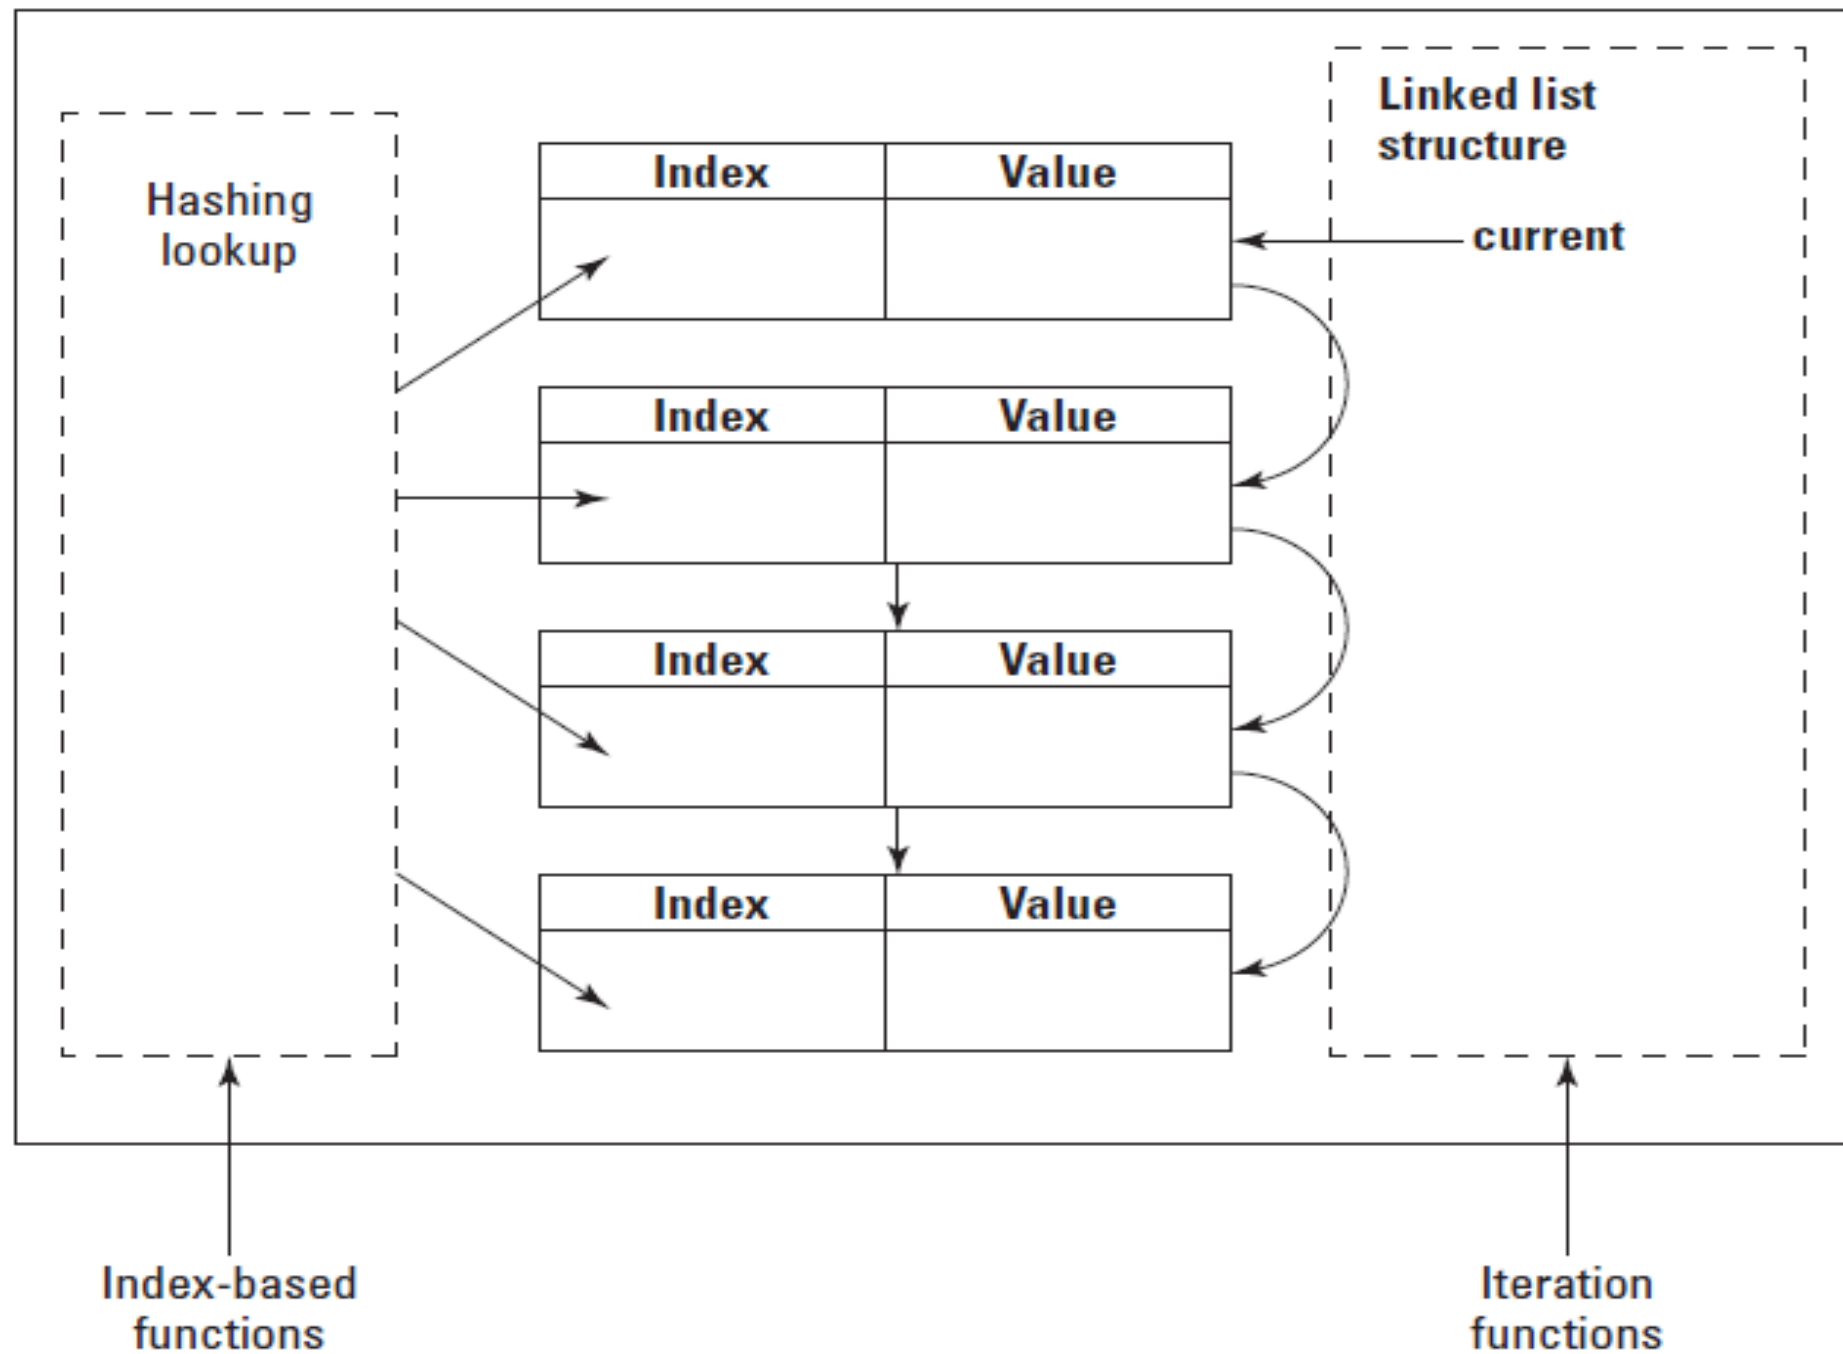 Linked list
structure
Hashing
lookup
Index Value
current
Index Value
Index Value
Index Value
Index-based
functions
Iteration
functions